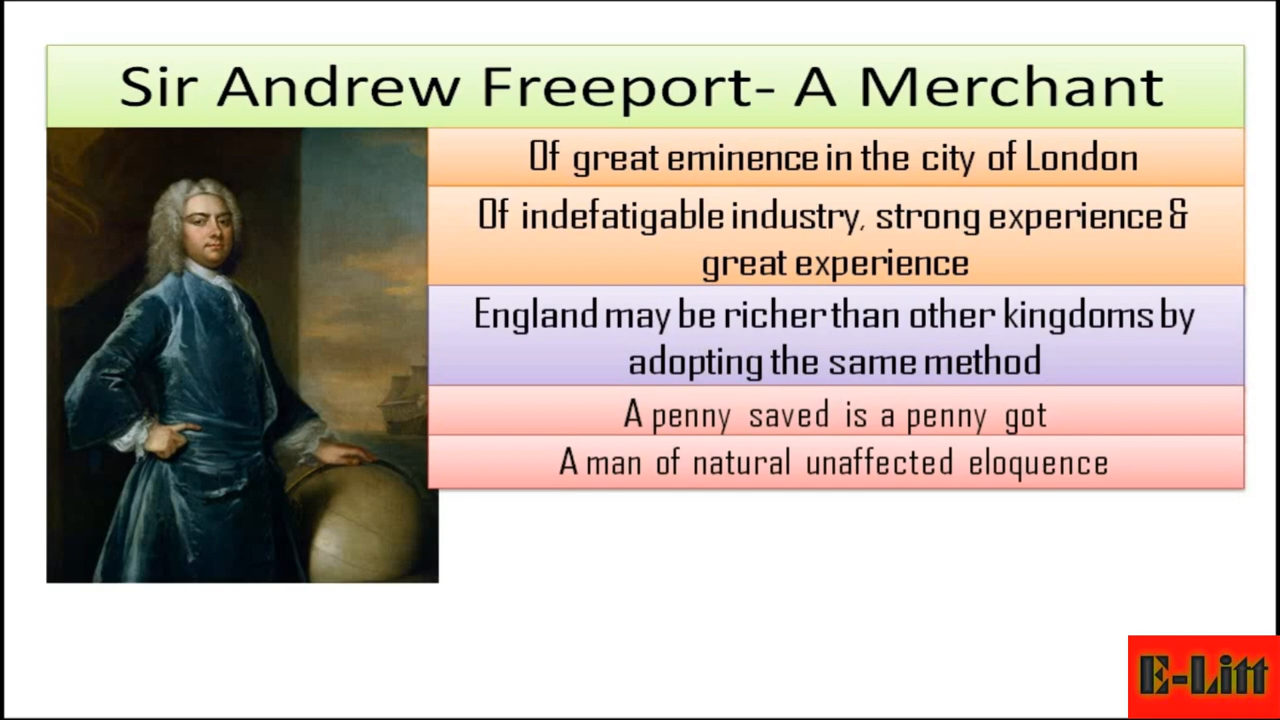 Sir Andrew Freeport- A Merchant
Of great eminence in the city of London
Of indefatigable industry, strong experience &
great experience
England may be richer than other kingdoms by
adopting the same method
A penny saved is a penny got
A man of natural unaffected eloquence
E-Litt